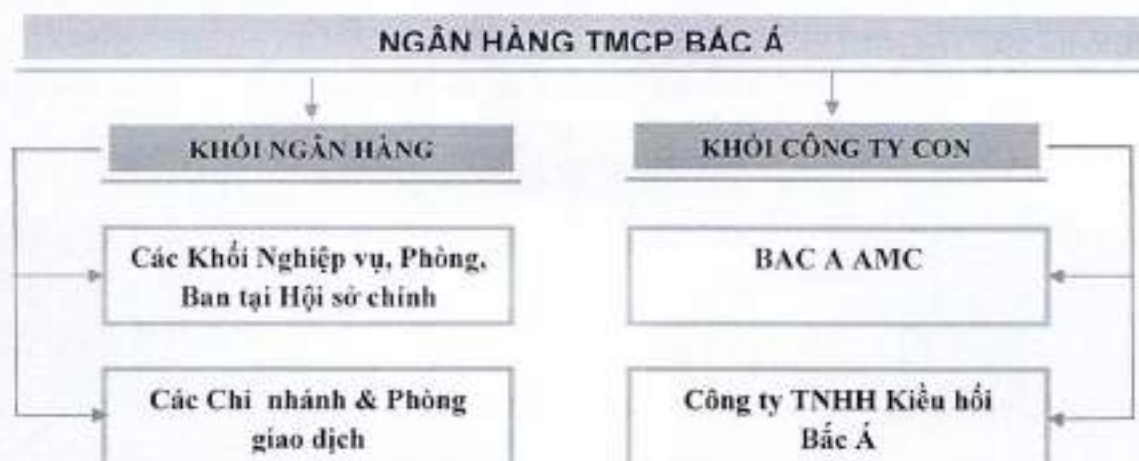 NGÂN HÀNG TMCP BẮC Á
KHỐI NGÂN HÀNG
KHỐI CÔNG TY CON
Các Khối Nghiệp vụ, Phòng,
Ban tại Hội sở chính
BAC A AMC
Các Chi nhánh & Phòng
giao dịch
Công ty TNHH Kiều hối
Bắc Á